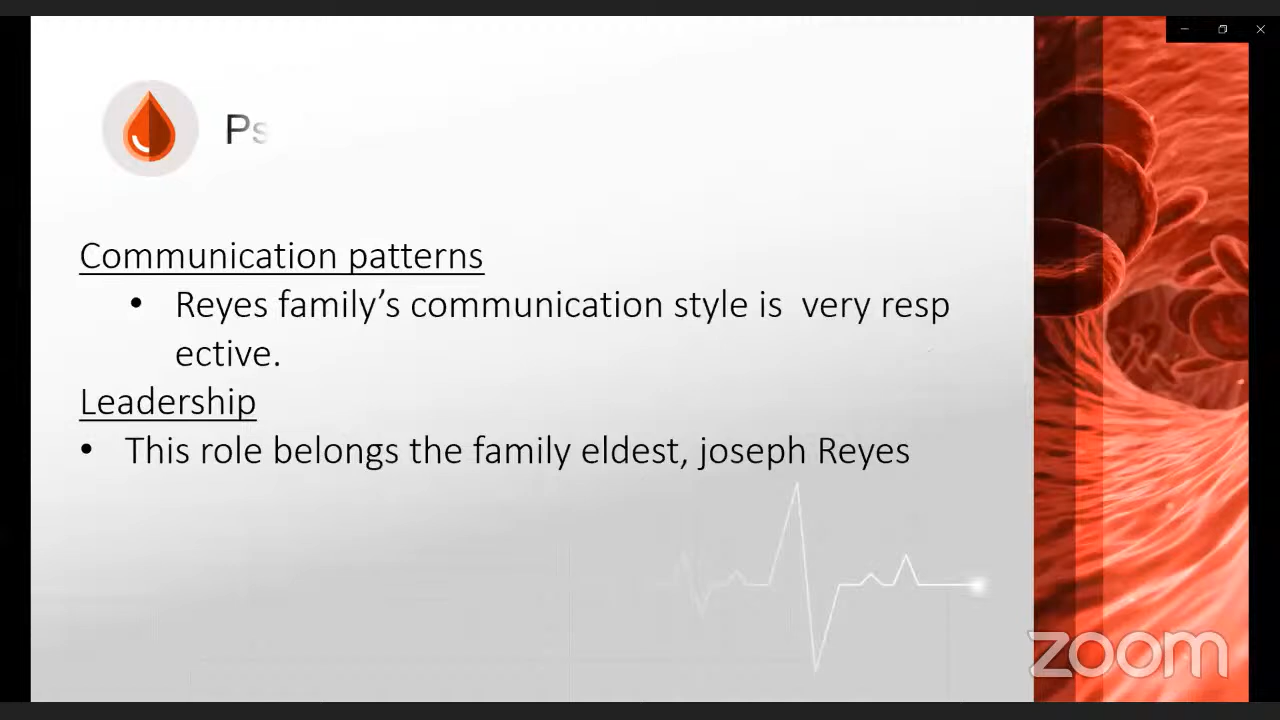 Ps
Communication patterns
• Reyes family’s communication style is very resp
ective.
Leadership
• This role belongs the family eldest, joseph Reyes
zoom